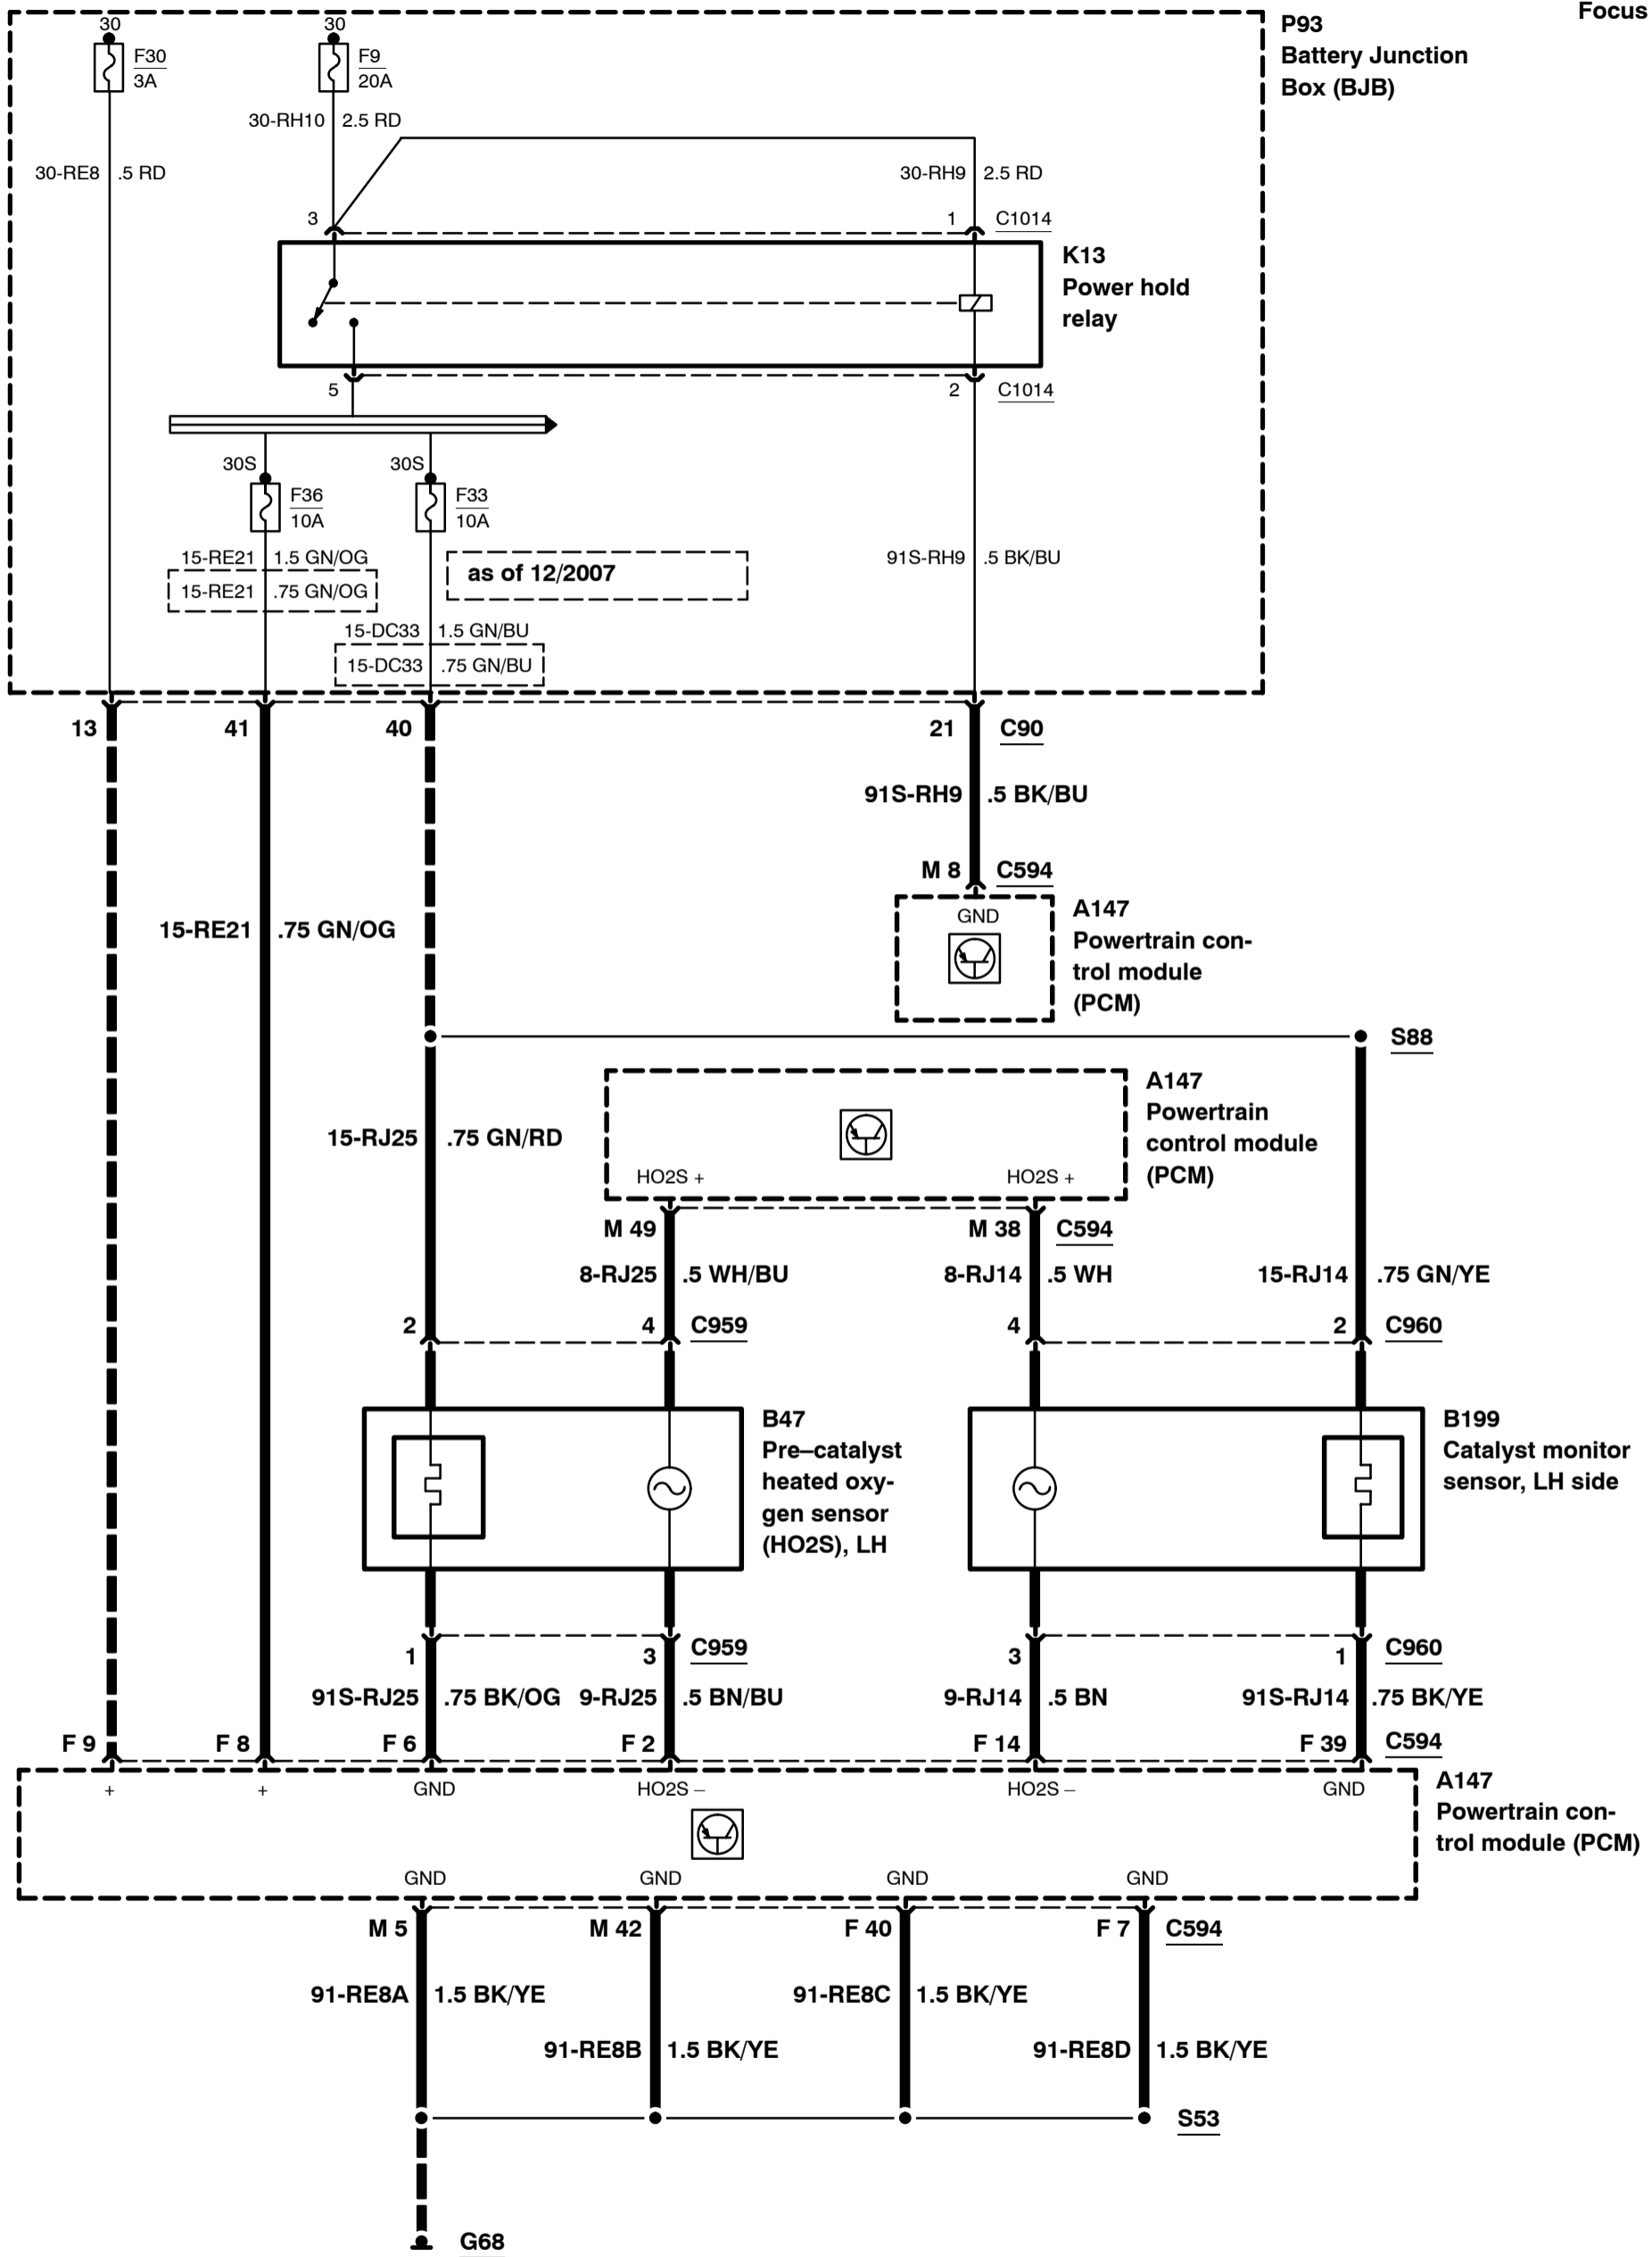 Focus
P93
Battery Junction
Box (BJB)
30
30
F30
3A
F9
20A
30-RH10 2.5 RD
30-RE8 .5 RD
30-RH9 2.5 RD
3
1 C1014
K13
Power hold
relay
5
2 C1014
30S
30S
F36
10A
F33
10A
15-RE21 1.5 GN/OG
15-RE21 .75 GN/OG
as of 12/2007
91S-RH9 .5 BK/BU
15-DC33 1.5 GN/BU
15-DC33 .75 GN/BU
13
41
40
21 C90
91S-RH9 .5 BK/BU
M 8 C594
GND
A147
Powertrain con-
trol module
(PCM)
15-RE21 .75 GN/OG
S88
A147
Powertrain
control module
(PCM)
15-RJ25 .75 GN/RD
HO2S +
HO2S +
M 49
M 38 C594
8-RJ25 .5 WH/BU
8-RJ14 .5 WH
15-RJ14 .75 GN/YE
2
4 C959
4
2 C960
B47
Pre–catalyst
heated oxy-
gen sensor
(HO2S), LH
B199
Catalyst monitor
sensor, LH side
1
3 C959
3
1 C960
91S-RJ25 .75 BK/OG
9-RJ25 .5 BN/BU
9-RJ14 .5 BN
91S-RJ14 .75 BK/YE
F 9
F 8
F 6
F 2
F 14
F 39 C594
+
+
GND
HO2S –
HO2S –
GND
A147
Powertrain con-
trol module (PCM)
GND
GND
GND
GND
M 5
M 42
F 40
F 7 C594
91-RE8A 1.5 BK/YE
91-RE8C 1.5 BK/YE
91-RE8B 1.5 BK/YE
91-RE8D 1.5 BK/YE
S53
G68